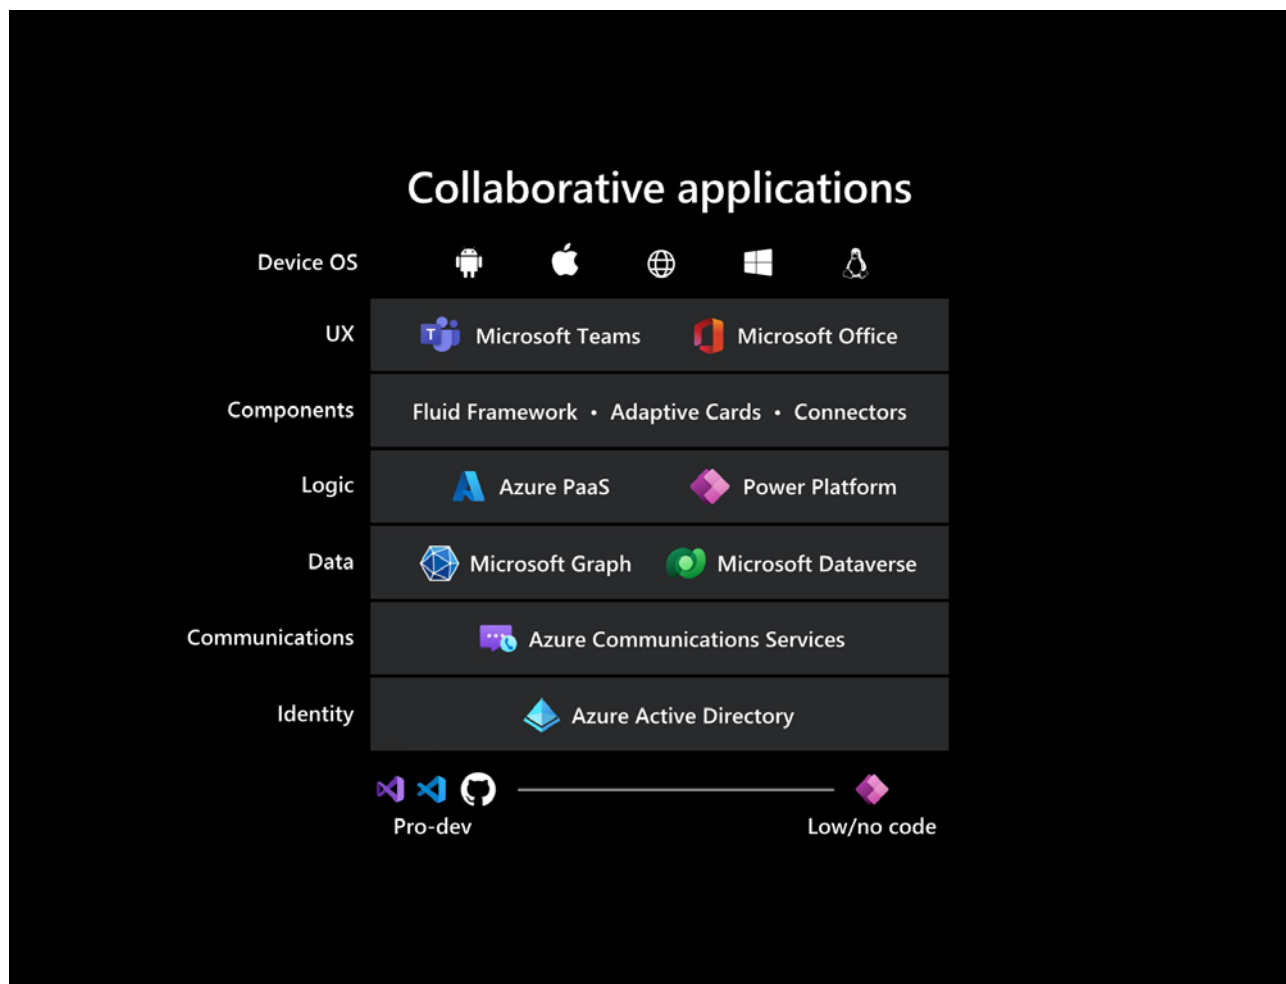 Collaborative applications
Device OS
UX Microsoft Teams Microsoft Office
Components Fluid Framework • Adaptive Cards • Connectors
Logic Azure PaaS Power Platform
Data Microsoft Graph Microsoft Dataverse
Communications Azure Communications Services
Identity Azure Active Directory
Pro-dev Low/no code